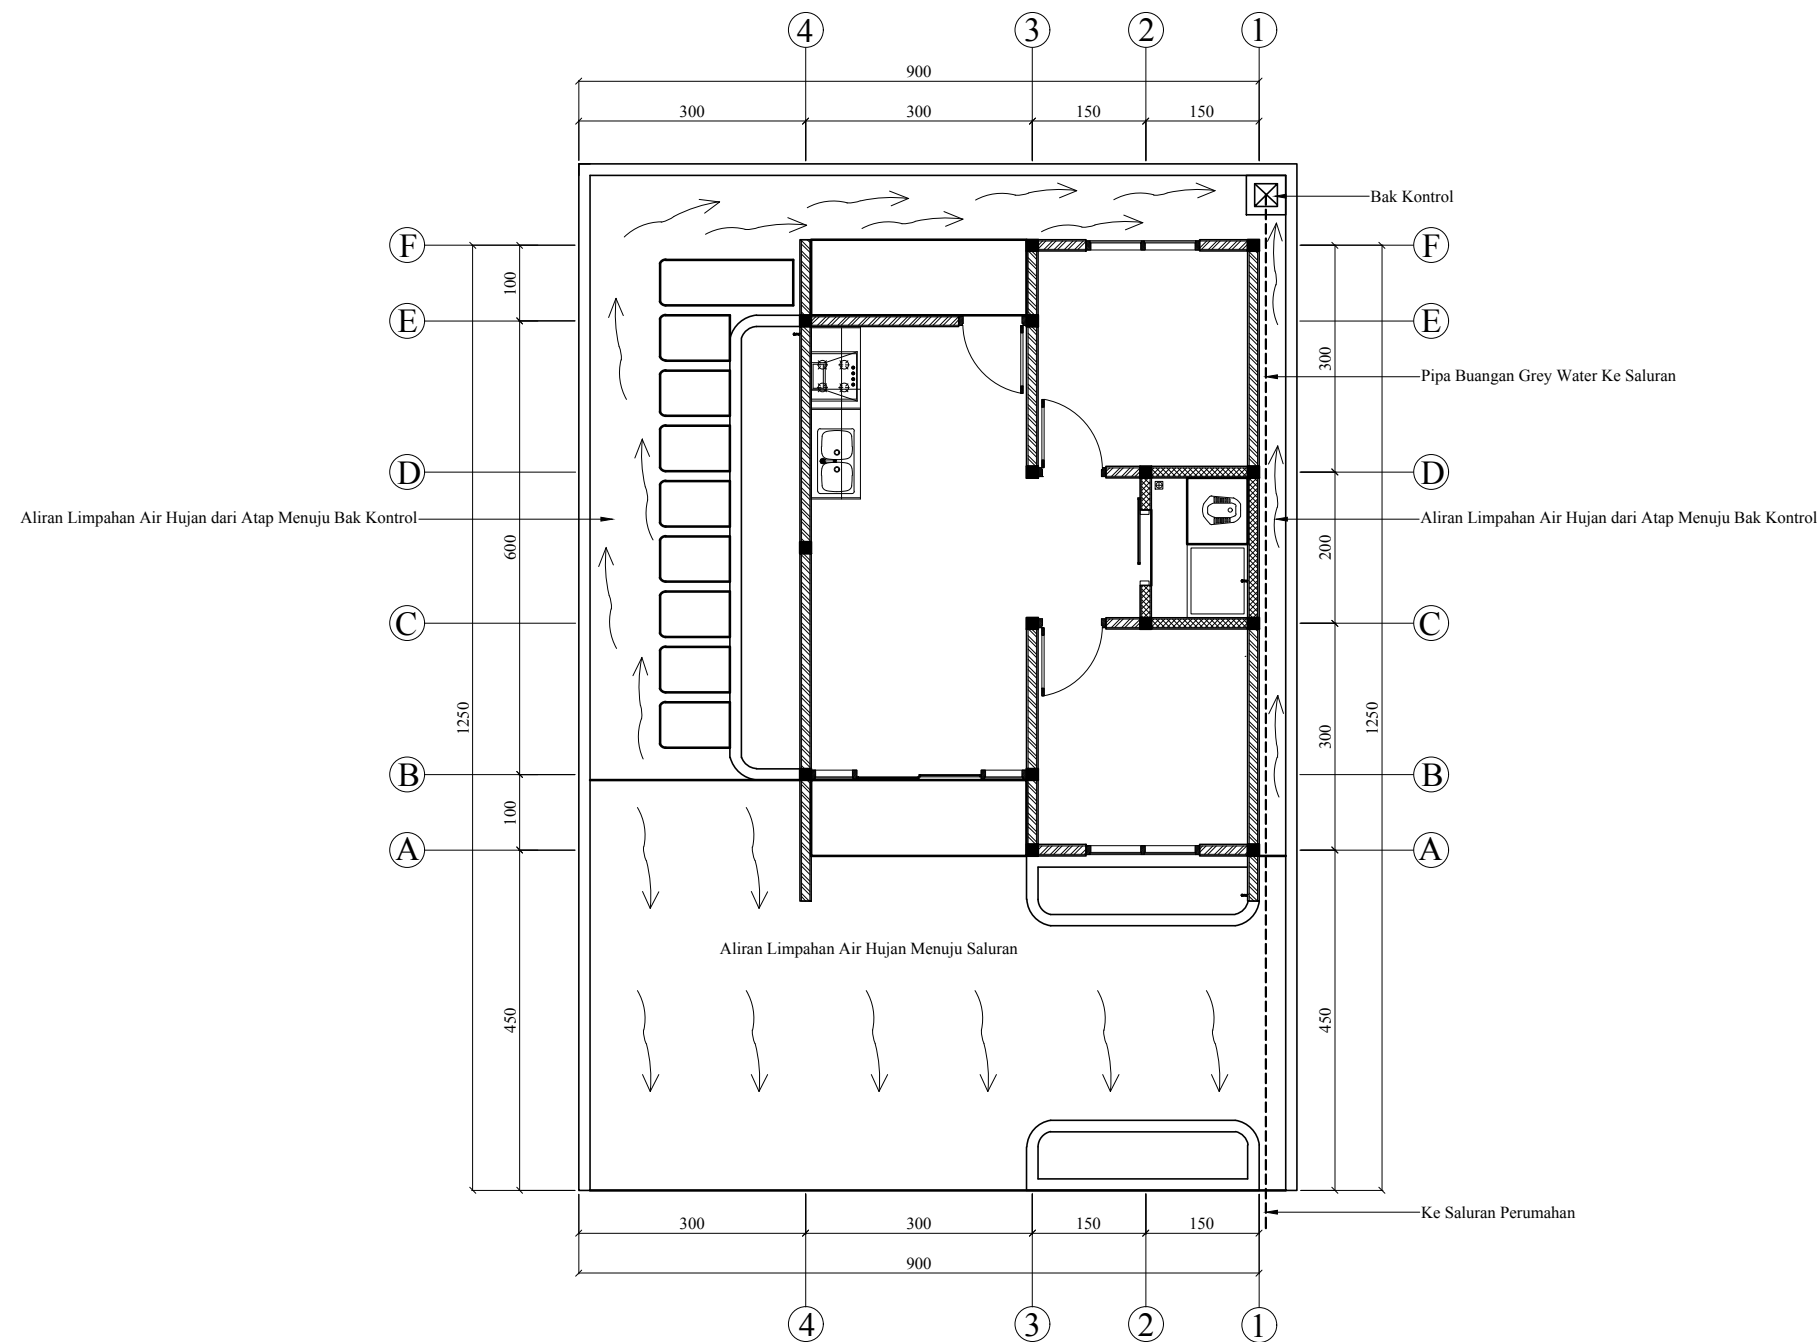 4 3 2 1
900
300 300 150 150
Bak Kontrol
F F
100
E E
300
Pipa Buangan Grey Water Ke Saluran
D D
Aliran Limpahan Air Hujan dari Atap Menuju Bak Kontrol
Aliran Limpahan Air Hujan dari Atap Menuju Bak Kontrol
600 200
C C
1250 300 1250
B B
100
A A
Aliran Limpahan Air Hujan Menuju Saluran
450 450
Ke Saluran Perumahan
300 300 150 150
900
4 3 2 1